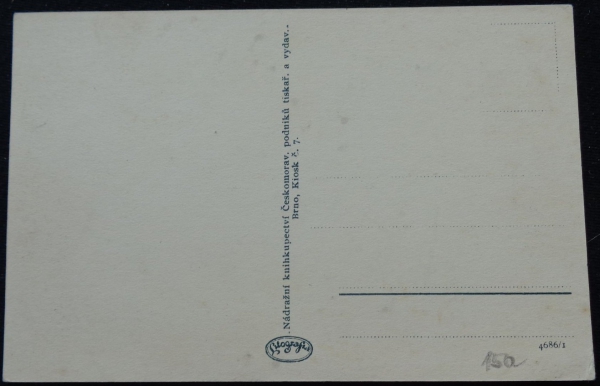 Nádražní knihkupectví Českomorav. podniků tiskař. a vydav..
Brno, Kiosk č. 7.
4686/1
15a